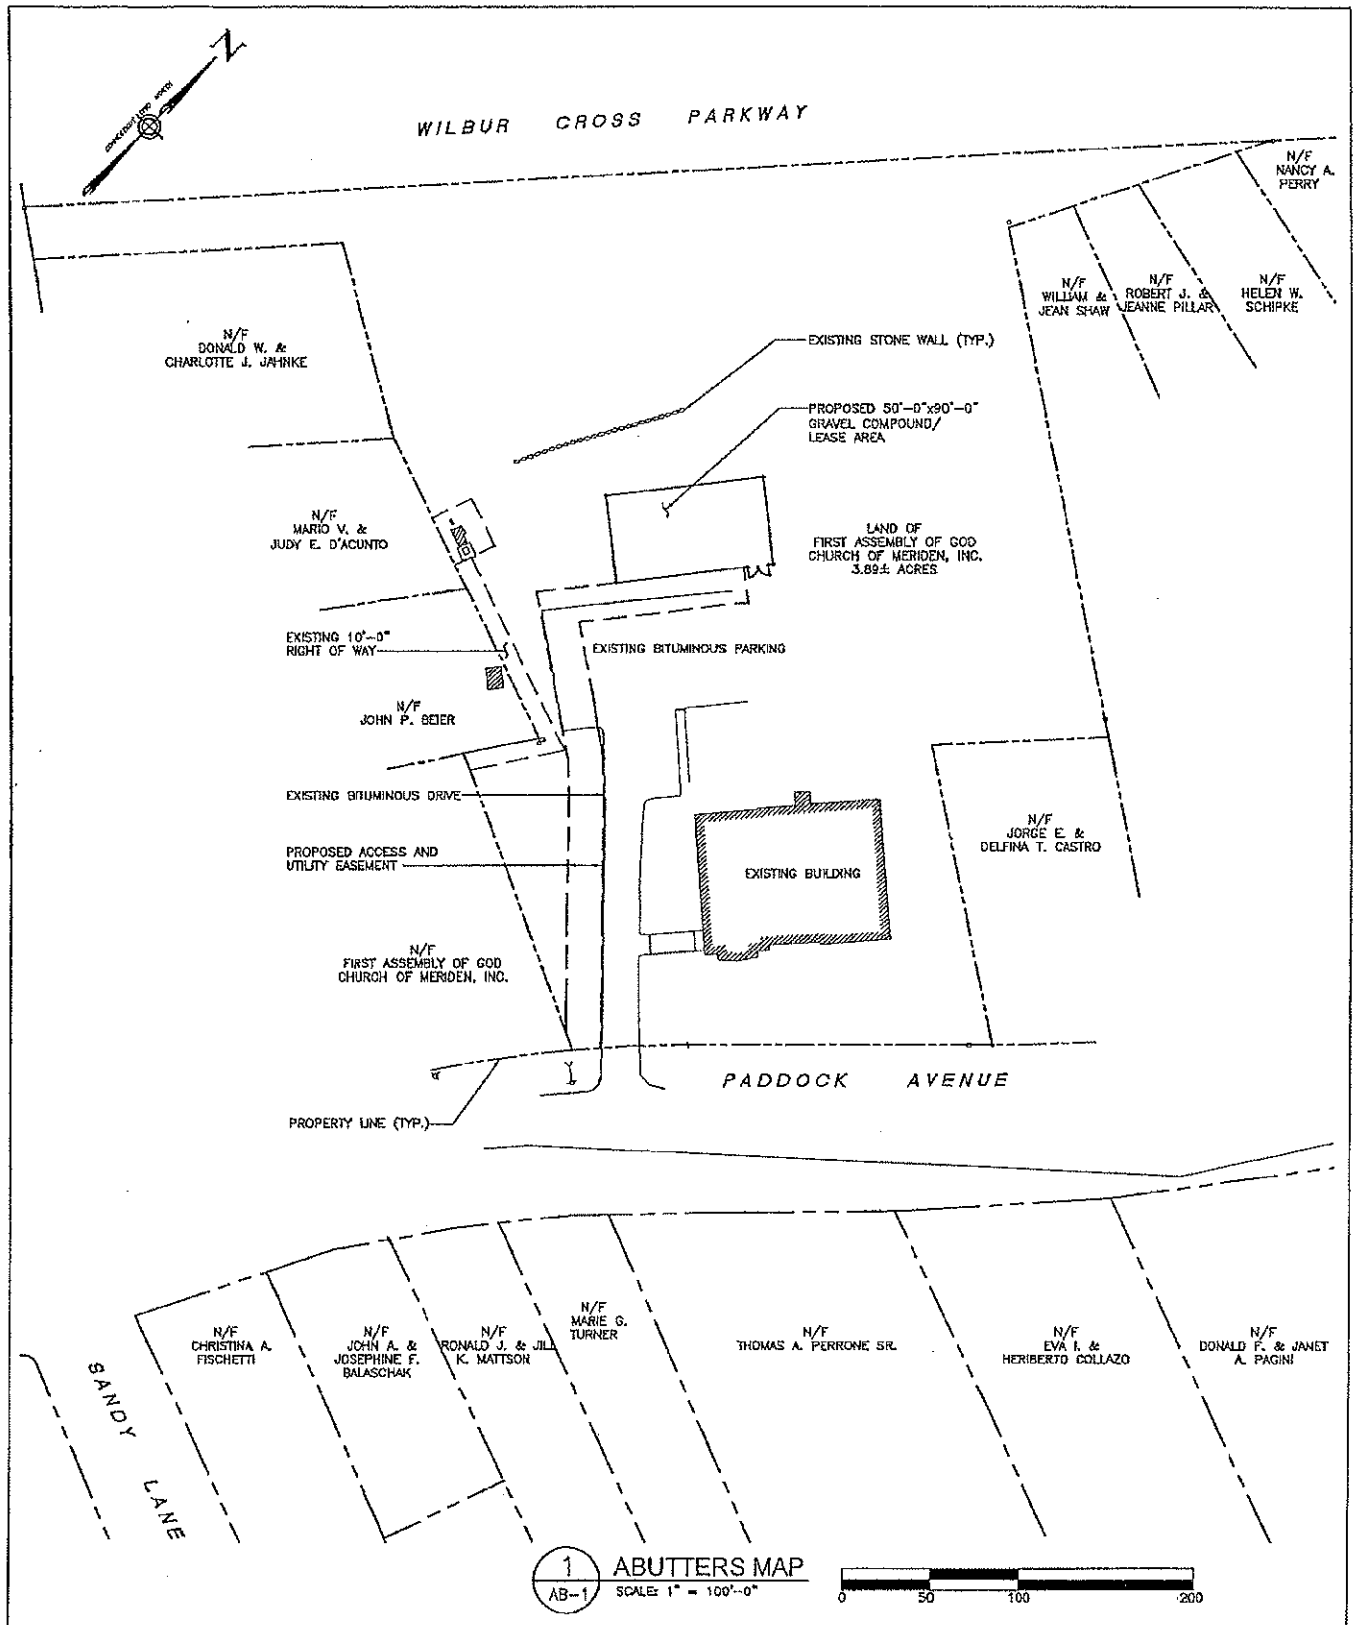 N
WILBUR CROSS PARKWAY
N/F
NANCY A.
PERRY
N/F
WILLIAM &
JEAN SHAW
N/F
ROBERT J. &
JEANNE PILLAR
N/F
HELEN W.
SCHIPKE
N/F
DONALD W. &
CHARLOTTE J. JAHNKE
EXISTING STONE WALL (TYP.)
PROPOSED 50'-0"x90'-0"
GRAVEL COMPOUND/
LEASE AREA
N/F
MARIO V. &
JUDY E. D'ACUNTO
LAND OF
FIRST ASSEMBLY OF GOD
CHURCH OF MERIDEN, INC.
3.89± ACRES
EXISTING 10'-0"
RIGHT OF WAY
EXISTING BITUMINOUS PARKING
N/F
JOHN P. BEIER
EXISTING BITUMINOUS DRIVE
PROPOSED ACCESS AND
UTILITY EASEMENT
N/F
JORGE E. &
DELFINA T. CASTRO
EXISTING BUILDING
N/F
FIRST ASSEMBLY OF GOD
CHURCH OF MERIDEN, INC.
PADDOCK AVENUE
PROPERTY LINE (TYP.)
N/F
CHRISTINA A.
FISCHETTI
N/F
JOHN A. &
JOSEPHINE F.
BALASCHAK
N/F
RONALD J. & JILL
K. MATTSON
N/F
MARIE G.
TURNER
N/F
THOMAS A. PERRONE SR.
N/F
EVA I. &
HERIBERTO COLLAZO
N/F
DONALD F. & JANET
A. PAGINI
SANDY LANE
1
AB-1
ABUTTERS MAP
SCALE: 1" = 100'-0"
0 50 100 200